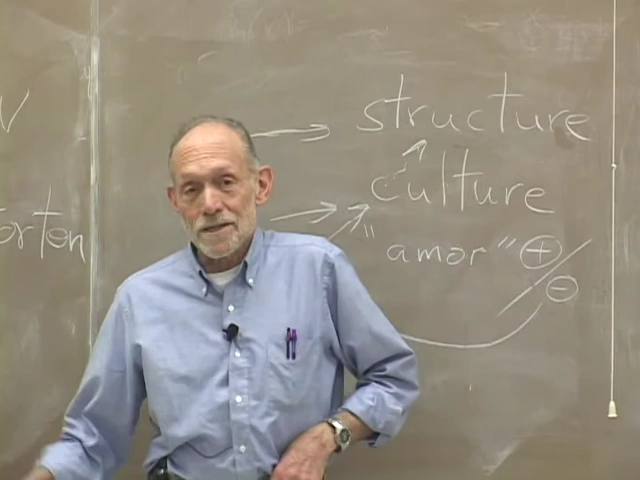 V
structure
culture
orton
"amor" +
-